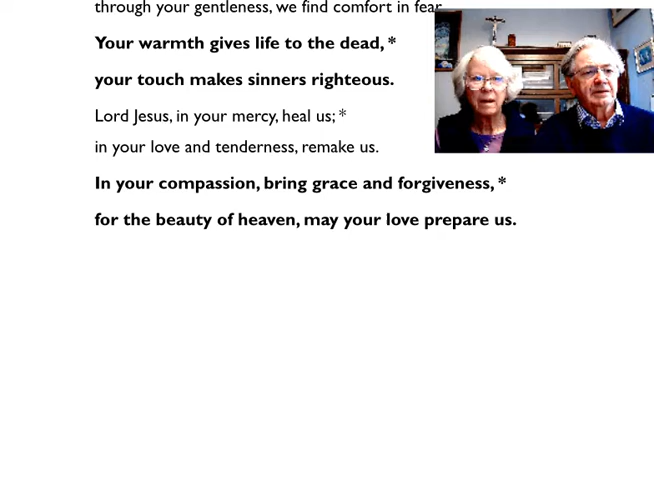 through your gentleness, we find comfort in fear.
Your warmth gives life to the dead, *
your touch makes sinners righteous.
Lord Jesus, in your mercy, heal us; *
in your love and tenderness, remake us.
In your compassion, bring grace and forgiveness, *
for the beauty of heaven, may your love prepare us.